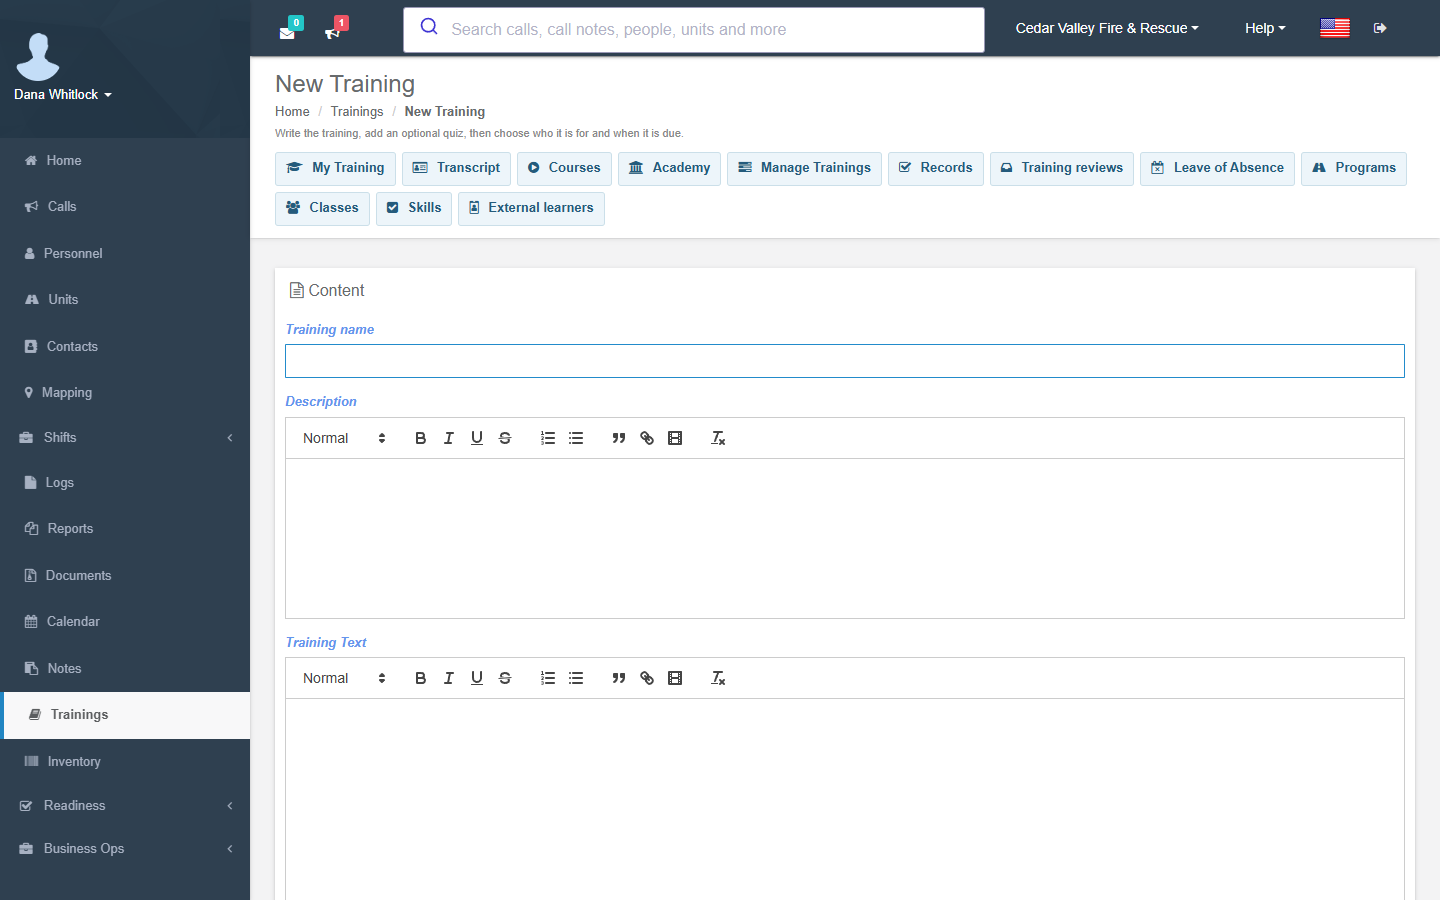 0
1
Search calls, call notes, people, units and more
Cedar Valley Fire & Rescue
Help
Dana Whitlock
Home
Calls
Personnel
Units
Contacts
Mapping
Shifts
Logs
Reports
Documents
Calendar
Notes
Trainings
Inventory
Readiness
Business Ops
New Training
Home / Trainings / New Training
Write the training, add an optional quiz, then choose who it is for and when it is due.
My Training Transcript Courses Academy Manage Trainings Records Training reviews Leave of Absence Programs
Classes Skills External learners
Content
Training name
Description
Normal
Training Text
Normal